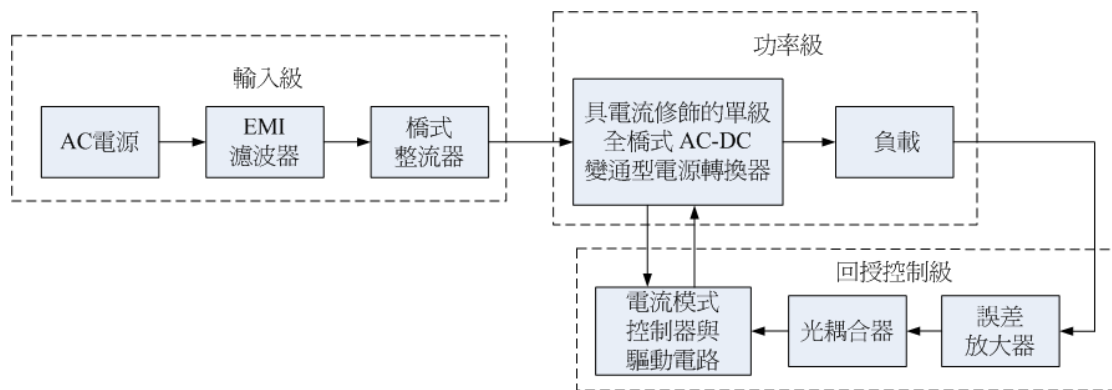 輸入級
AC電源
EMI
濾波器
橋式
整流器
功率級
具電流修飾的單級
全橋式 AC-DC
變通型電源轉換器
負載
回授控制級
電流模式
控制器與
驅動電路
光耦合器
誤差
放大器